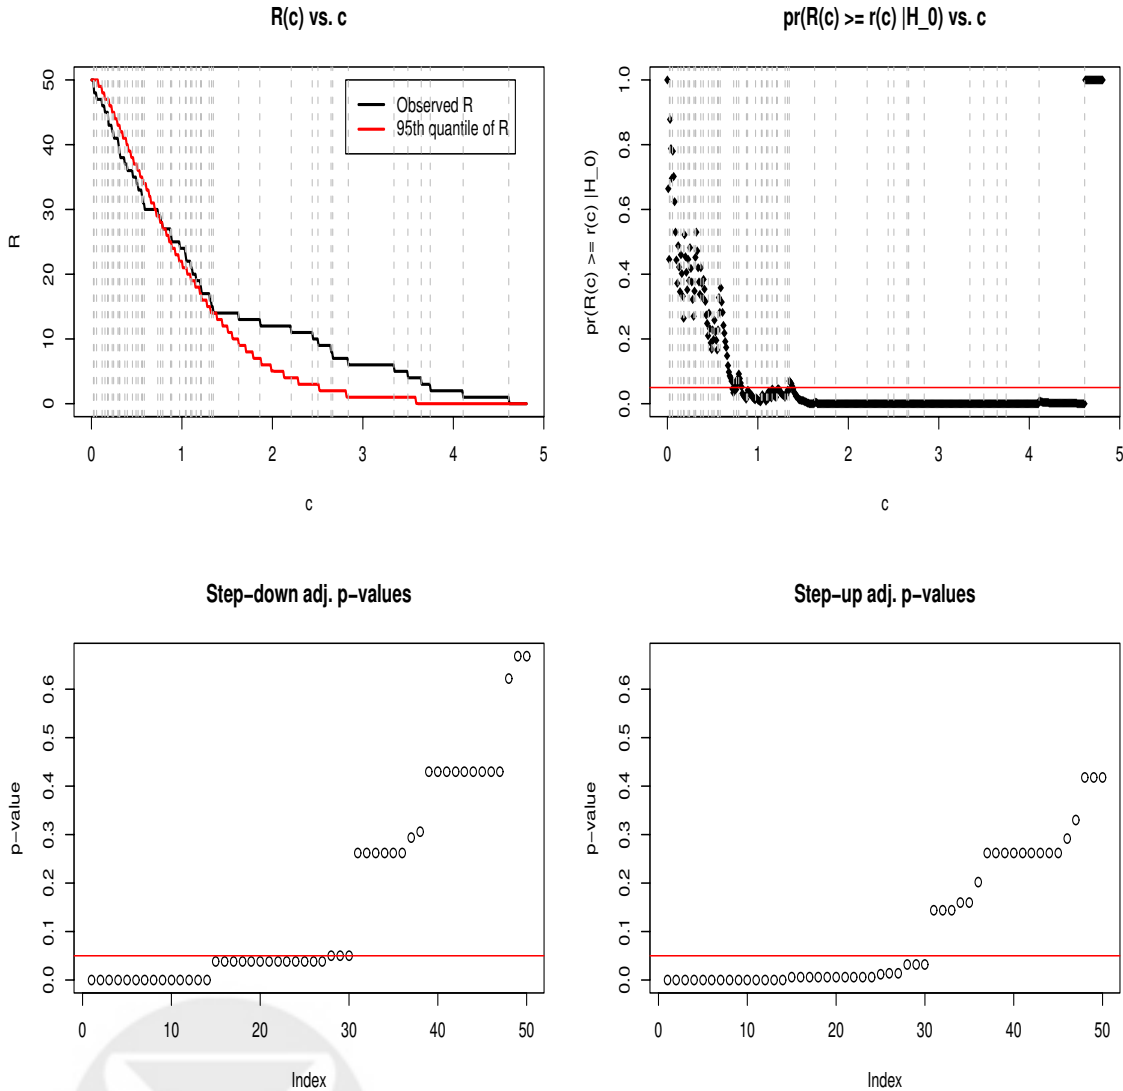 R(c) vs. c
50
40
30
20
10
0
R
0 1 2 3 4 5
c
Observed R
95th quantile of R
pr(R(c) >= r(c) |H_0) vs. c
1.0
0.8
0.6
0.4
0.2
0.0
pr(R(c) >= r(c) |H_0)
0 1 2 3 4 5
c
Step−down adj. p−values
0.6
0.5
0.4
0.3
0.2
0.1
0.0
p−value
0 10 20 30 40 50
Index
Step−up adj. p−values
0.6
0.5
0.4
0.3
0.2
0.1
0.0
p−value
0 10 20 30 40 50
Index